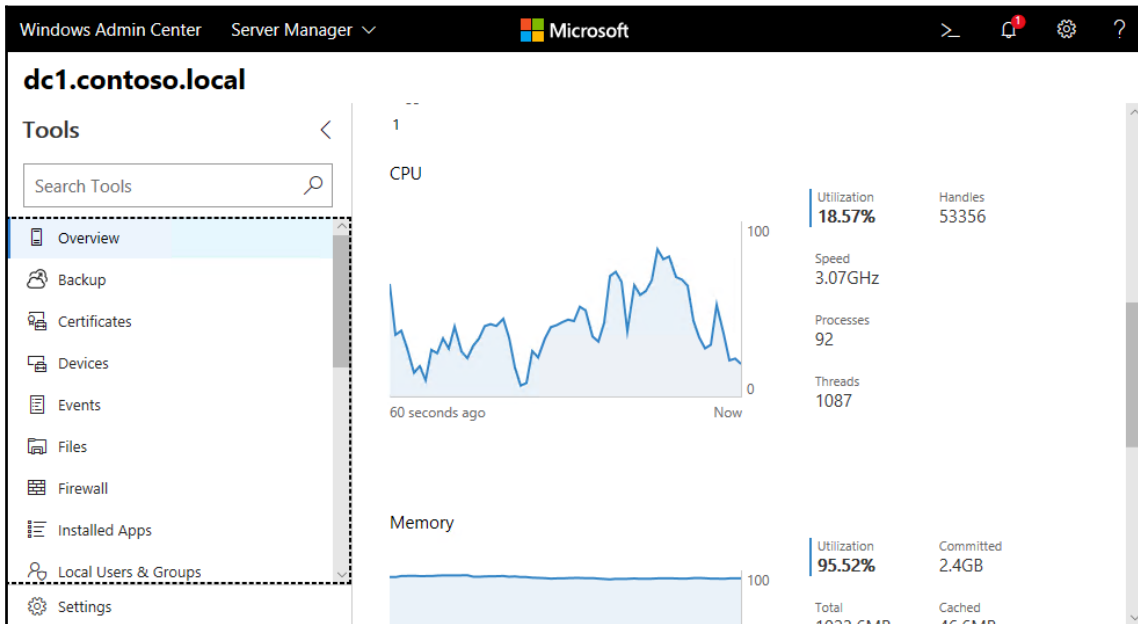 Windows Admin Center Server Manager Microsoft 1
dc1.contoso.local
Tools
Search Tools
Overview
Backup
Certificates
Devices
Events
Files
Firewall
Installed Apps
Local Users & Groups
Settings
1
CPU
100
0
60 seconds ago Now
Utilization Handles
18.57% 53356
Speed
3.07GHz
Processes
92
Threads
1087
Memory
100
Utilization Committed
95.52% 2.4GB
Total Cached